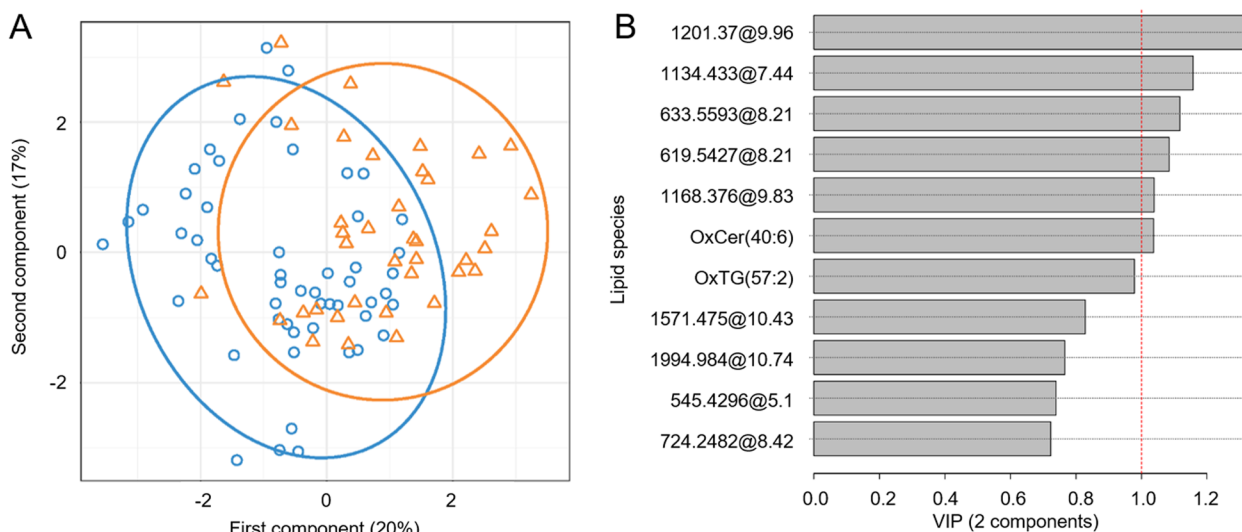 A
2
0
-2
Second component (17%)
-2
0
2
First component (20%)
B
1201.37@9.96
1134.433@7.44
633.5593@8.21
619.5427@8.21
1168.376@9.83
OxCer(40:6)
OxTG(57:2)
1571.475@10.43
1994.984@10.74
545.4296@5.1
724.2482@8.42
Lipid species
0.0 0.2 0.4 0.6 0.8 1.0 1.2
VIP (2 components)